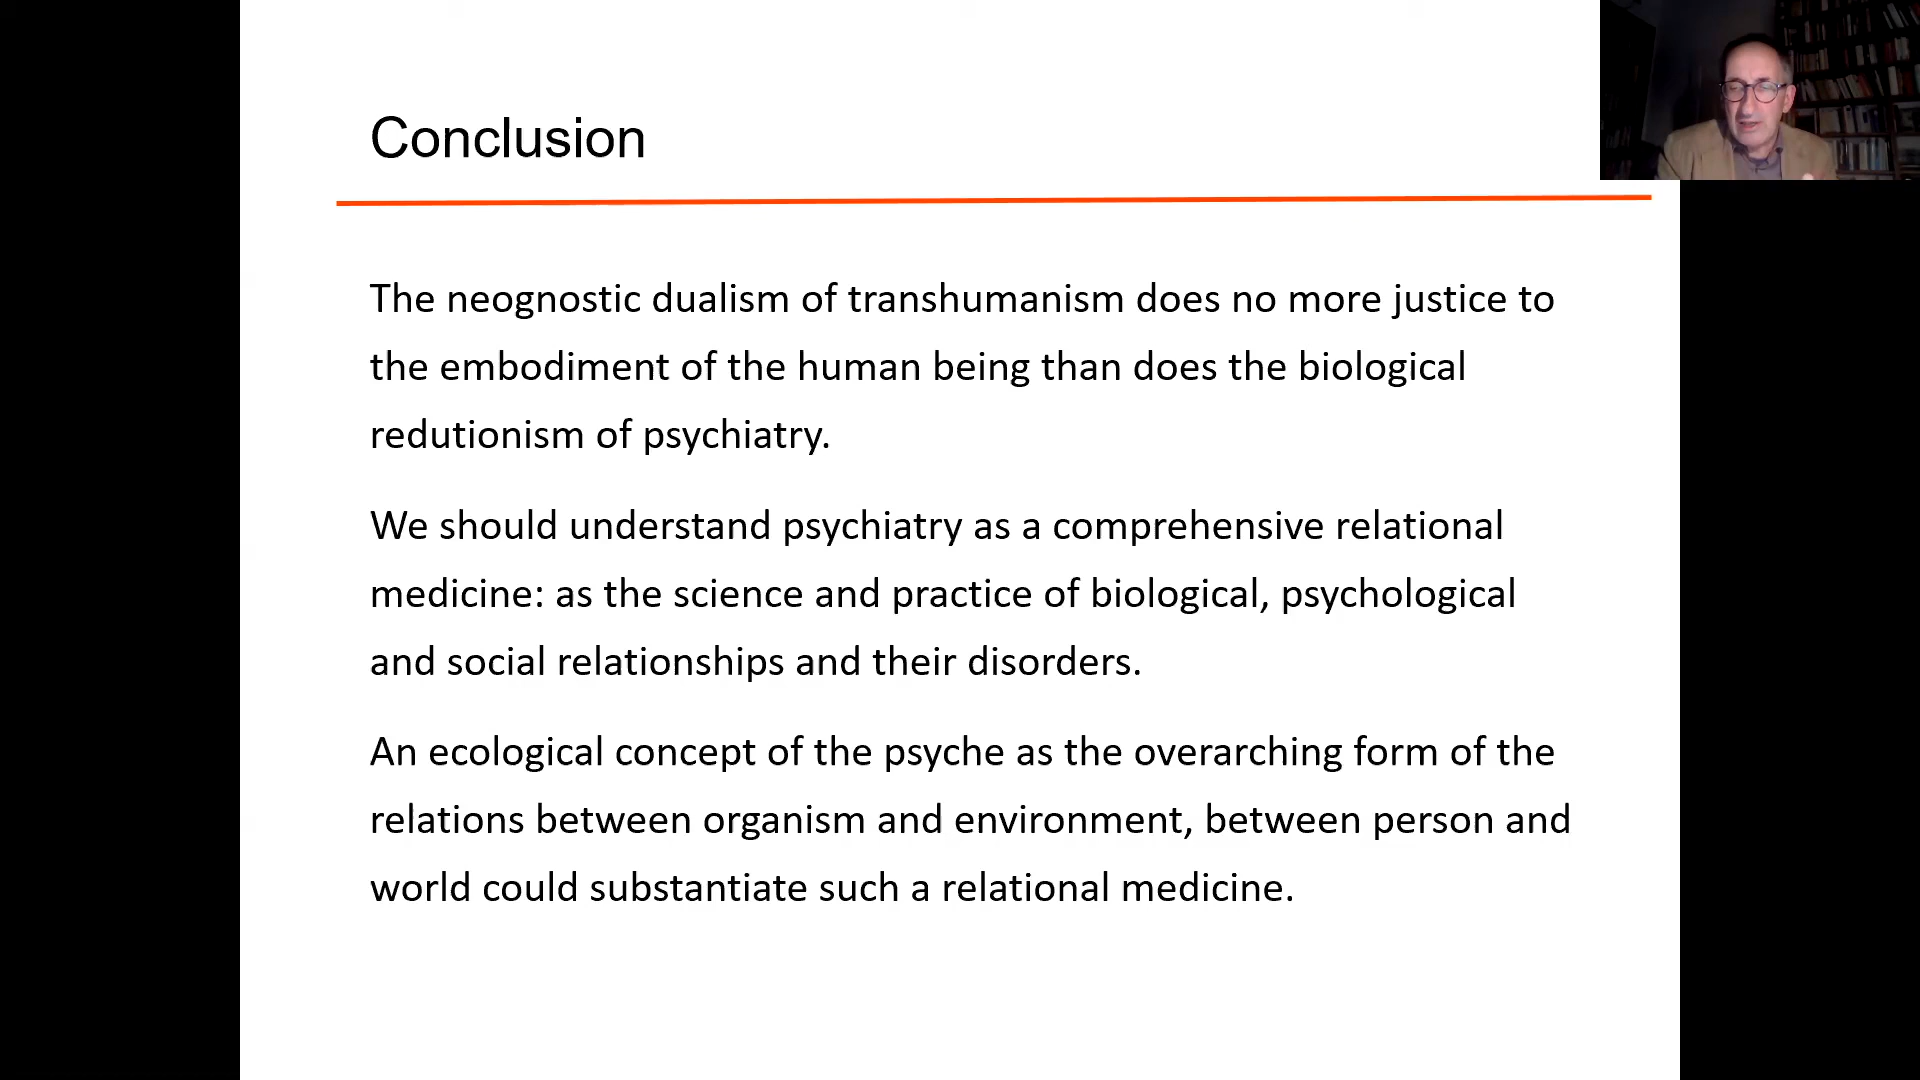 Conclusion
The neognostic dualism of transhumanism does no more justice to
the embodiment of the human being than does the biological
redutionism of psychiatry.
We should understand psychiatry as a comprehensive relational
medicine: as the science and practice of biological, psychological
and social relationships and their disorders.
An ecological concept of the psyche as the overarching form of the
relations between organism and environment, between person and
world could substantiate such a relational medicine.